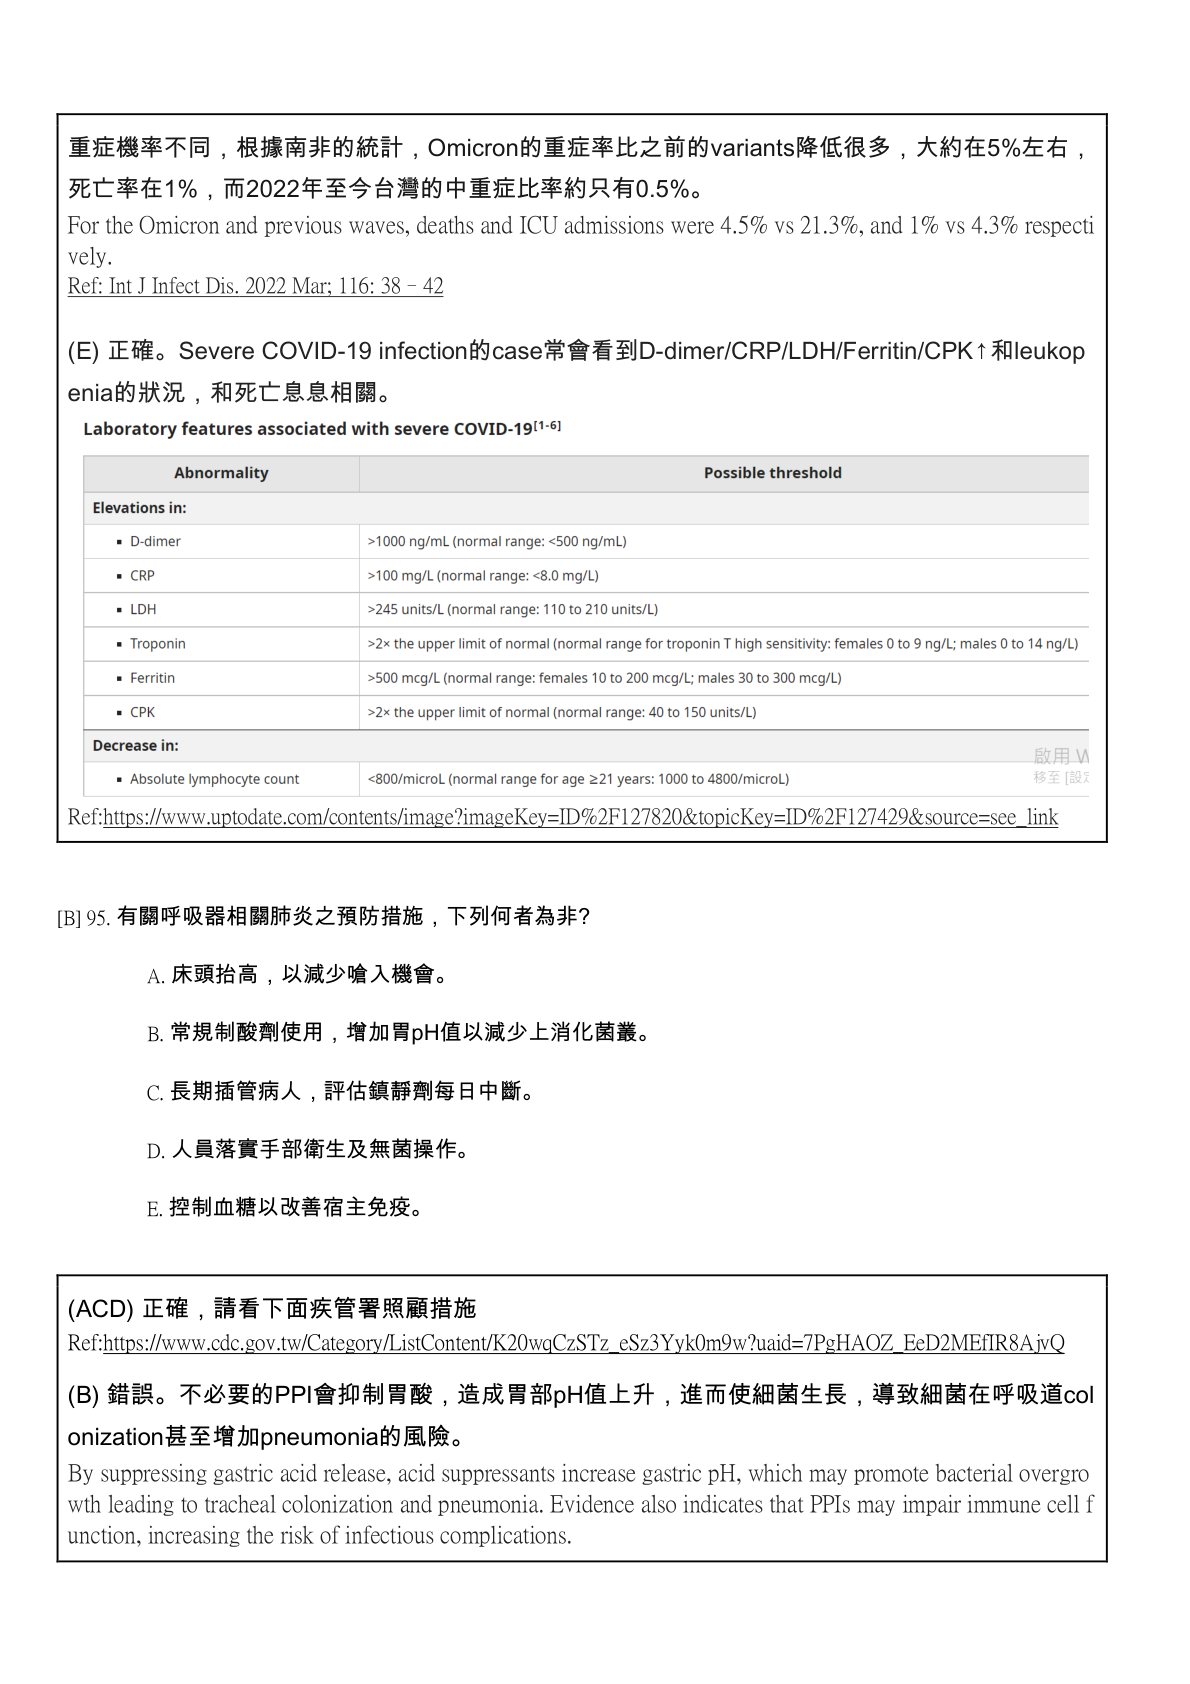 重症機率不同，根據南非的統計，Omicron的重症率比之前的variants降低很多，大約在5%左右，
死亡率在1%，而2022年至今台灣的中重症比率約只有0.5%。
For the Omicron and previous waves, deaths and ICU admissions were 4.5% vs 21.3%, and 1% vs 4.3% respecti
vely.
Ref: Int J Infect Dis. 2022 Mar; 116: 38–42
(E) 正確。Severe COVID-19 infection的case常會看到D-dimer/CRP/LDH/Ferritin/CPK↑和leukop
enia的狀況，和死亡息息相關。
Laboratory features associated with severe COVID-19[1-6]
Abnormality Possible threshold
Elevations in:
▪ D-dimer >1000 ng/mL (normal range: <500 ng/mL)
▪ CRP >100 mg/L (normal range: <8.0 mg/L)
▪ LDH >245 units/L (normal range: 110 to 210 units/L)
▪ Troponin >2× the upper limit of normal (normal range for troponin T high sensitivity: females 0 to 9 ng/L; males 0 to 14 ng/L)
▪ Ferritin >500 mcg/L (normal range: females 10 to 200 mcg/L; males 30 to 300 mcg/L)
▪ CPK >2× the upper limit of normal (normal range: 40 to 150 units/L)
Decrease in:
啟用 W
▪ Absolute lymphocyte count <800/microL (normal range for age ≥21 years: 1000 to 4800/microL)
移至 [設定
Ref:https://www.uptodate.com/contents/image?imageKey=ID%2F127820&topicKey=ID%2F127429&source=see_link
[B] 95. 有關呼吸器相關肺炎之預防措施，下列何者為非?
A. 床頭抬高，以減少嗆入機會。
B. 常規制酸劑使用，增加胃pH值以減少上消化菌叢。
C. 長期插管病人，評估鎮靜劑每日中斷。
D. 人員落實手部衛生及無菌操作。
E. 控制血糖以改善宿主免疫。
(ACD) 正確，請看下面疾管署照顧措施
Ref:https://www.cdc.gov.tw/Category/ListContent/K20wqCzSTz_eSz3Yyk0m9w?uaid=7PgHAOZ_EeD2MEfIR8AjvQ
(B) 錯誤。不必要的PPI會抑制胃酸，造成胃部pH值上升，進而使細菌生長，導致細菌在呼吸道col
onization甚至增加pneumonia的風險。
By suppressing gastric acid release, acid suppressants increase gastric pH, which may promote bacterial overgro
wth leading to tracheal colonization and pneumonia. Evidence also indicates that PPIs may impair immune cell f
unction, increasing the risk of infectious complications.